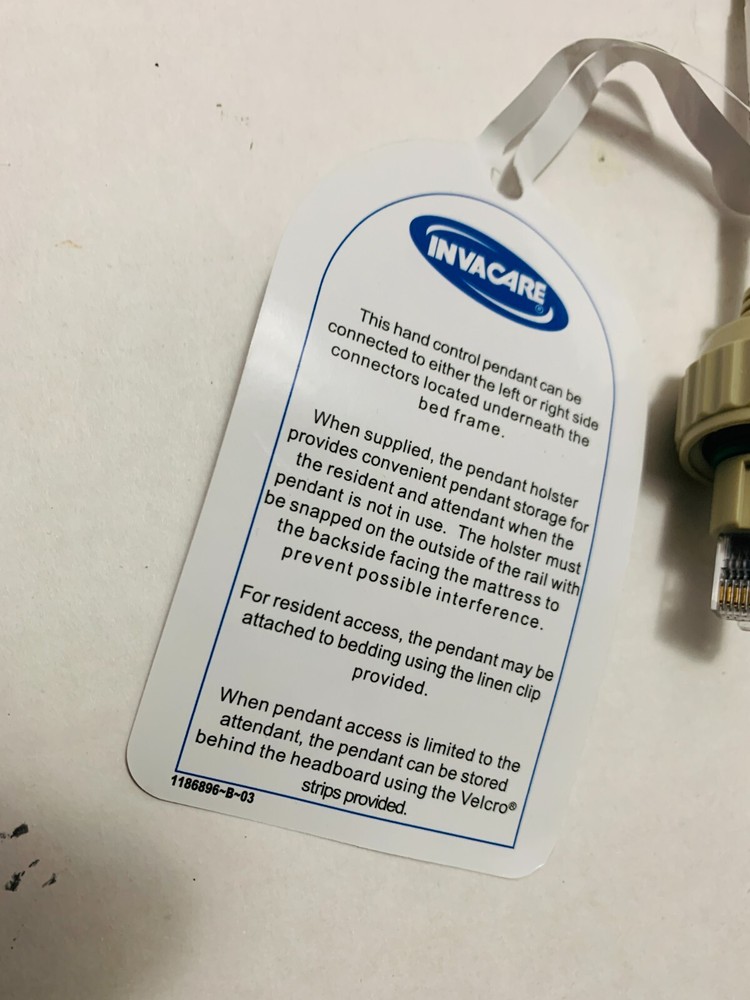 INVACARE®
This hand control pendant can be
connected to either the left or right side
connectors located underneath the
bed frame.
When supplied, the pendant holster
provides convenient pendant storage for
the resident and attendant when the
pendant is not in use. The holster must
be snapped on the outside of the rail with
the backside facing the mattress to
prevent possible interference.
For resident access, the pendant may be
attached to bedding using the linen clip
provided.
When pendant access is limited to the
attendant, the pendant can be stored
behind the headboard using the Velcro®
strips provided.
1186896~B~03